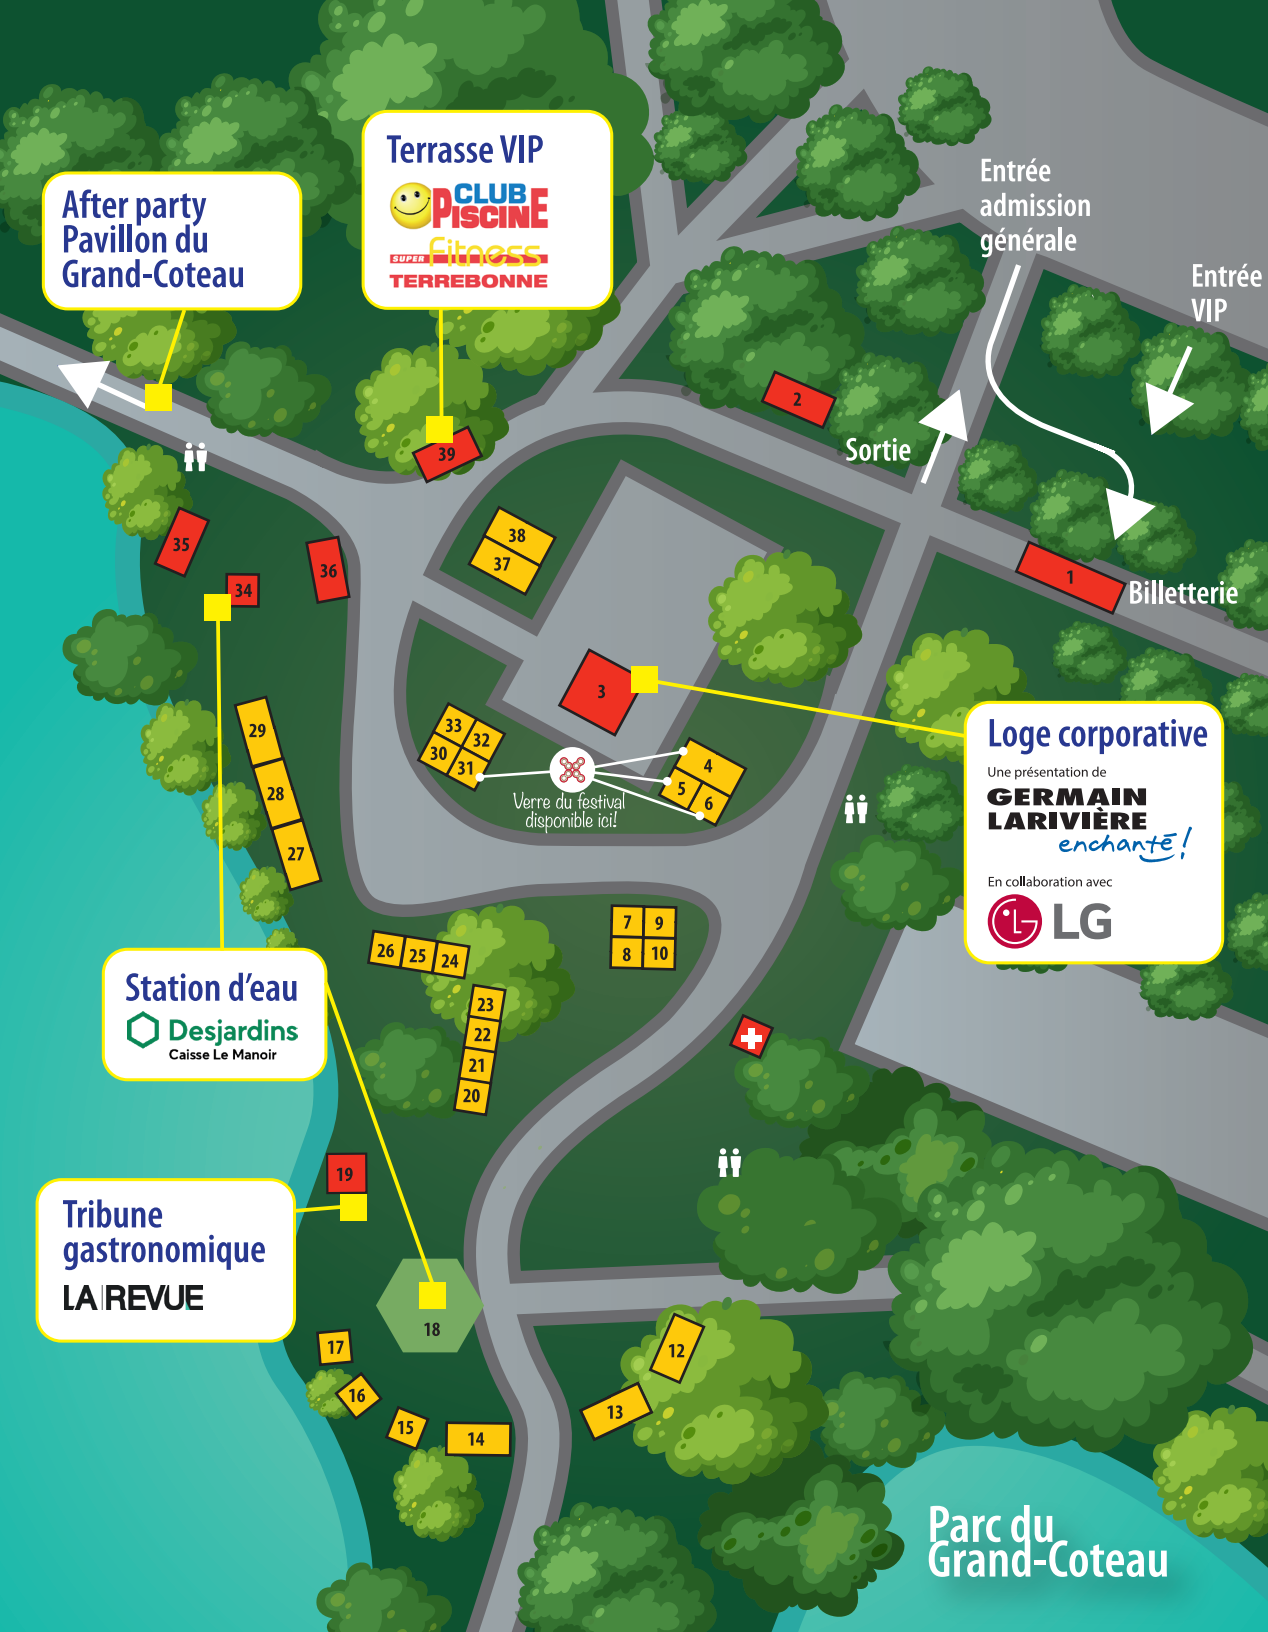 Terrasse VIP
CLUB
PISCINE
SUPER Fitness
TERREBONNE
After party
Pavillon du
Grand-Coteau
Entrée
admission
générale
Entrée
VIP
2
Sortie
39
38
37
35
36
34
1
Billetterie
3
33
32
30
31
Verre du festival
disponible ici!
4
5
6
Loge corporative
Une présentation de
GERMAIN
LARIVIÈRE
enchanté!
En collaboration avec
LG
29
28
27
7
9
8
10
26
25
24
23
22
21
20
Station d'eau
Desjardins
Caisse Le Manoir
19
Tribune
gastronomique
LA REVUE
18
17
16
15
14
13
12
Parc du
Grand-Coteau